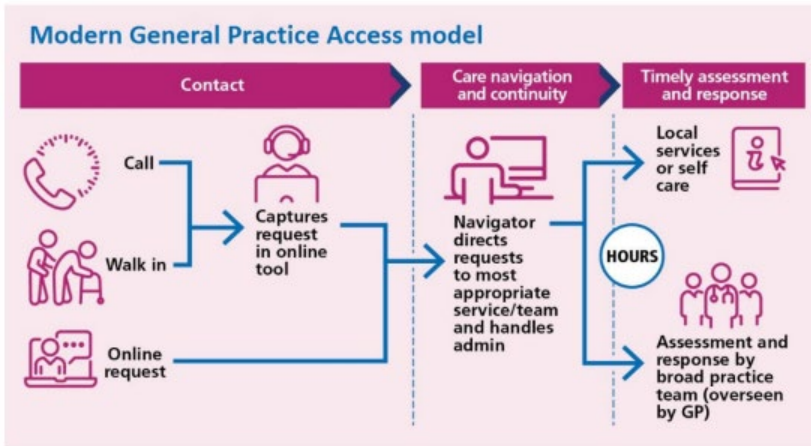 Modern General Practice Access model
Contact
Care navigation
and continuity
Timely assessment
and response
Call
Walk in
Online
request
Captures
request
in online
tool
Navigator
directs
requests
to most
appropriate
service/team
and handles
admin
Local
services
or self
care
HOURS
Assessment and
response by
broad practice
team (overseen
by GP)